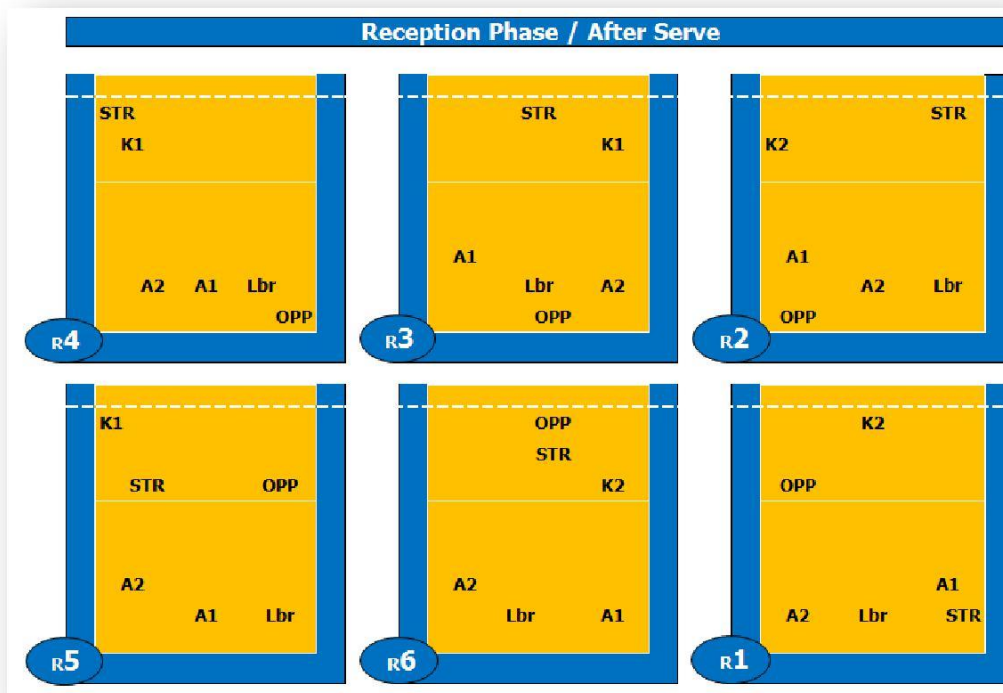 Reception Phase / After Serve
STR
K1
A2 A1 Lbr
OPP
R4
STR
K1
A1
Lbr A2
OPP
R3
STR
K2
A1
A2 Lbr
OPP
R2
K1
STR OPP
A2
A1 Lbr
R5
OPP
STR
K2
A2
Lbr A1
R6
K2
OPP
A1
A2 Lbr STR
R1